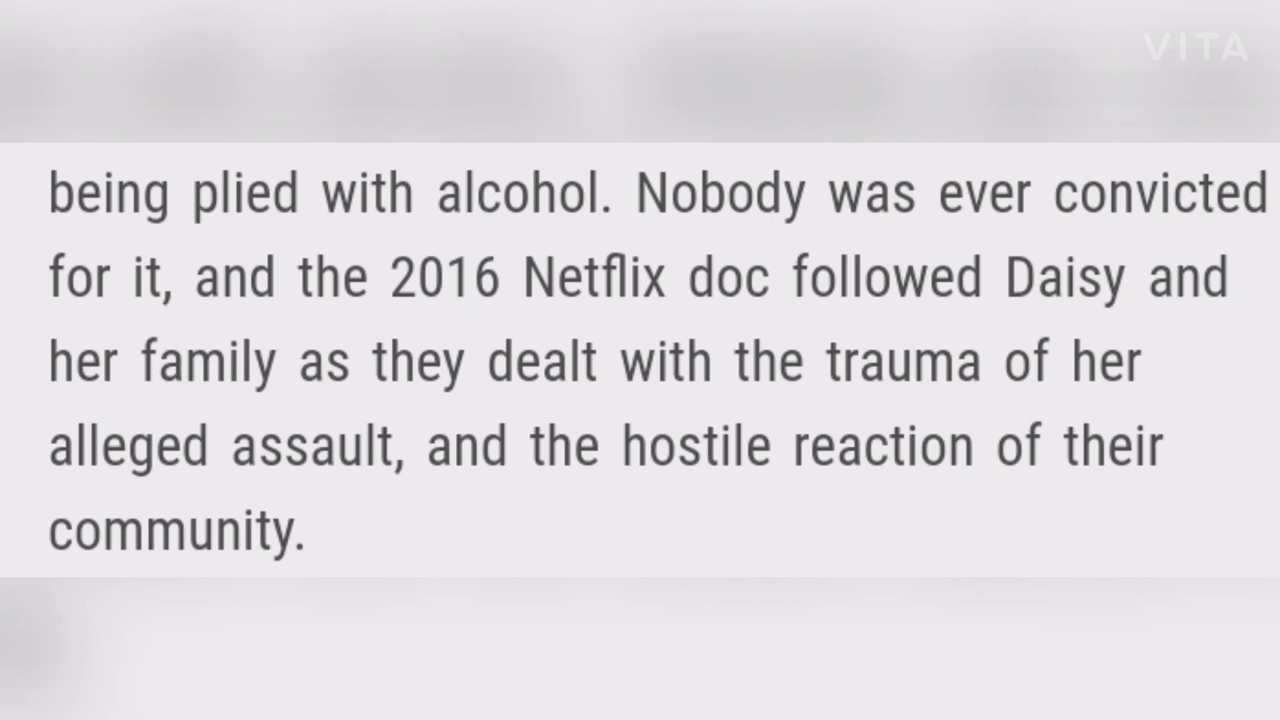 VITA
being plied with alcohol. Nobody was ever convicted
for it, and the 2016 Netflix doc followed Daisy and
her family as they dealt with the trauma of her
alleged assault, and the hostile reaction of their
community.